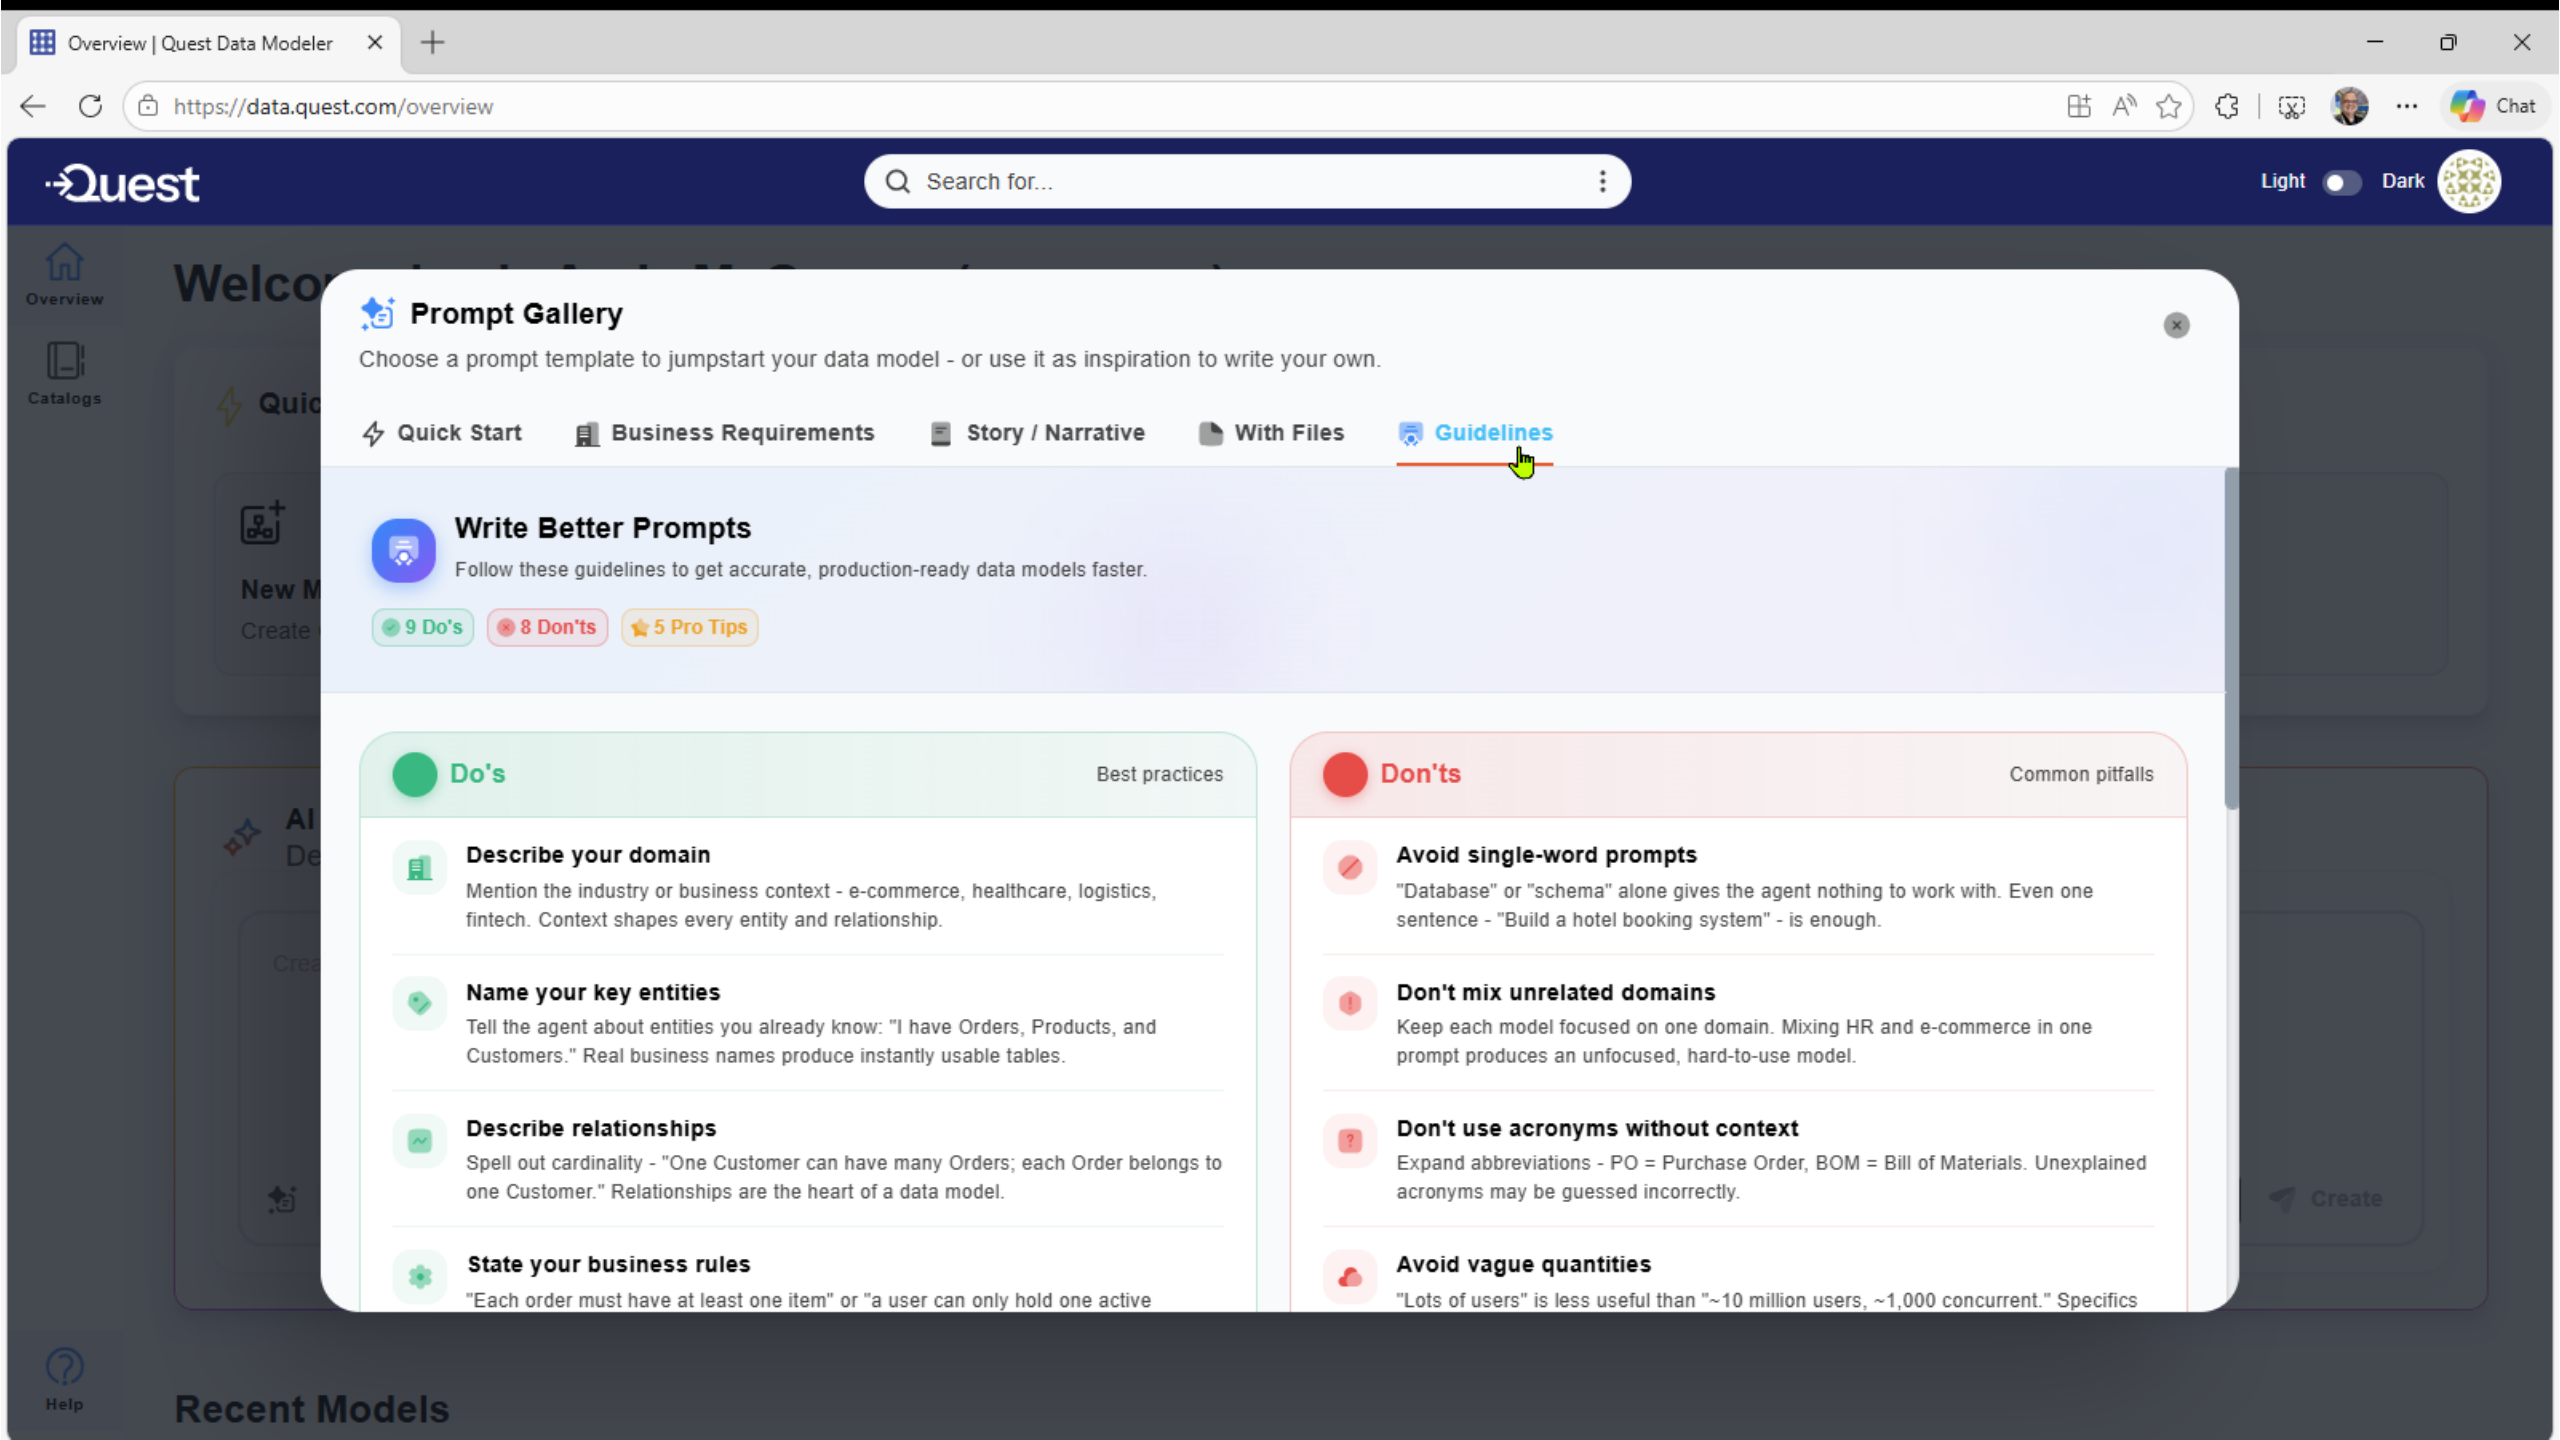 Overview | Quest Data Modeler
https://data.quest.com/overview
Chat
Quest
Search for...
Light
Dark
Overview
Catalogs
Help
Welco
Quic
New M
Create
AI
De
Crea
Create
Recent Models
Prompt Gallery
Choose a prompt template to jumpstart your data model - or use it as inspiration to write your own.
Quick Start
Business Requirements
Story / Narrative
With Files
Guidelines
Write Better Prompts
Follow these guidelines to get accurate, production-ready data models faster.
9 Do's
8 Don'ts
5 Pro Tips
Do's
Best practices
Describe your domain
Mention the industry or business context - e-commerce, healthcare, logistics,
fintech. Context shapes every entity and relationship.
Name your key entities
Tell the agent about entities you already know: "I have Orders, Products, and
Customers." Real business names produce instantly usable tables.
Describe relationships
Spell out cardinality - "One Customer can have many Orders; each Order belongs to
one Customer." Relationships are the heart of a data model.
State your business rules
"Each order must have at least one item" or "a user can only hold one active
Don'ts
Common pitfalls
Avoid single-word prompts
"Database" or "schema" alone gives the agent nothing to work with. Even one
sentence - "Build a hotel booking system" - is enough.
Don't mix unrelated domains
Keep each model focused on one domain. Mixing HR and e-commerce in one
prompt produces an unfocused, hard-to-use model.
Don't use acronyms without context
Expand abbreviations - PO = Purchase Order, BOM = Bill of Materials. Unexplained
acronyms may be guessed incorrectly.
Avoid vague quantities
"Lots of users" is less useful than "~10 million users, ~1,000 concurrent." Specifics